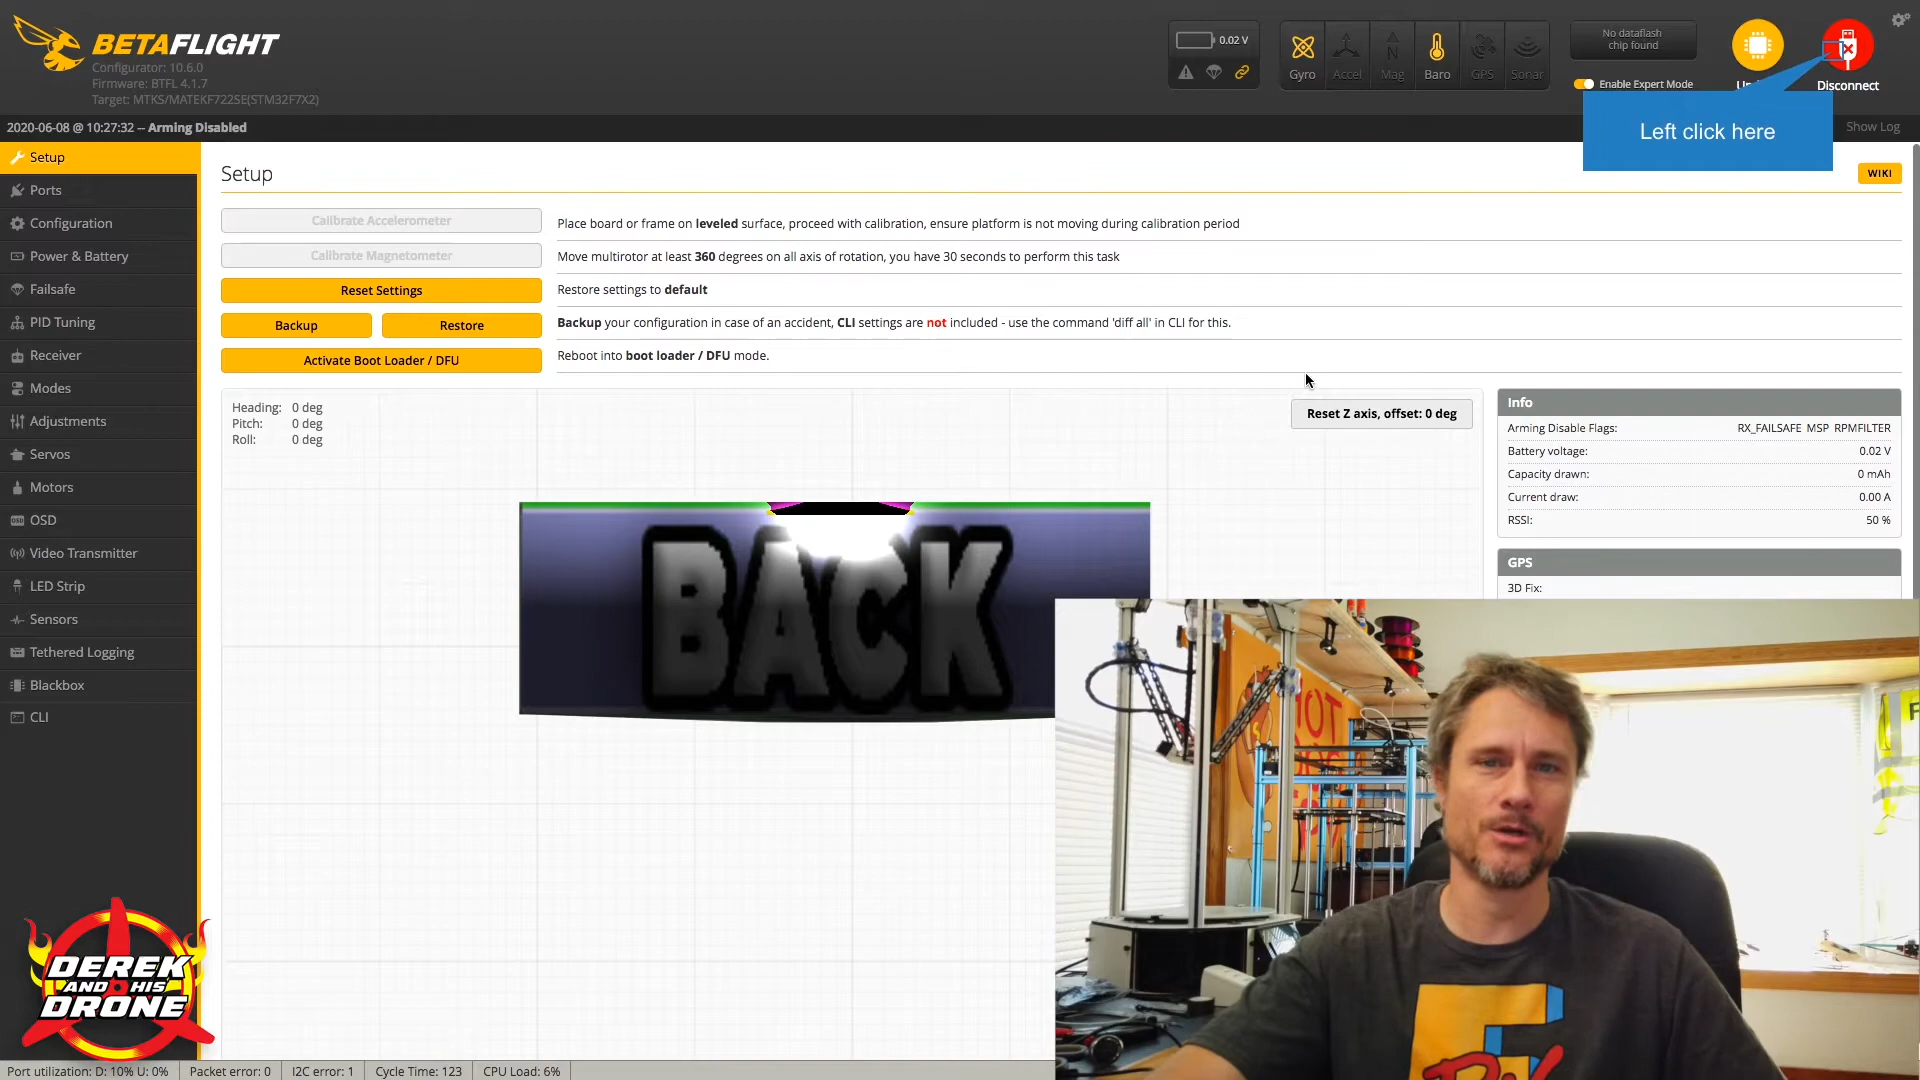 BETAFLIGHT
Configurator: 10.6.0
Firmware: BTFL 4.1.7
Target: MTKS/MATEKF722SE(STM32F7X2)
0.02 V
Gyro
Accel
Mag
Baro
GPS
Sonar
No dataflash
chip found
Enable Expert Mode
Disconnect
Left click here
2020-06-08 @ 10:27:32 -- Arming Disabled
Show Log
Setup
Ports
Configuration
Power & Battery
Failsafe
PID Tuning
Receiver
Modes
Adjustments
Servos
Motors
OSD
Video Transmitter
LED Strip
Sensors
Tethered Logging
Blackbox
CLI
Setup
WIKI
Calibrate Accelerometer
Place board or frame on leveled surface, proceed with calibration, ensure platform is not moving during calibration period
Calibrate Magnetometer
Move multirotor at least 360 degrees on all axis of rotation, you have 30 seconds to perform this task
Reset Settings
Restore settings to default
Backup
Restore
Backup your configuration in case of an accident, CLI settings are not included - use the command 'diff all' in CLI for this.
Activate Boot Loader / DFU
Reboot into boot loader / DFU mode.
Heading: 0 deg
Pitch: 0 deg
Roll: 0 deg
Reset Z axis, offset: 0 deg
BACK
Info
Arming Disable Flags: RX_FAILSAFE MSP RPMFILTER
Battery voltage: 0.02 V
Capacity drawn: 0 mAh
Current draw: 0.00 A
RSSI: 50 %
GPS
3D Fix:
DEREK
AND HIS
DRONE
Port utilization: D: 10% U: 0%
Packet error: 0
I2C error: 1
Cycle Time: 123
CPU Load: 6%